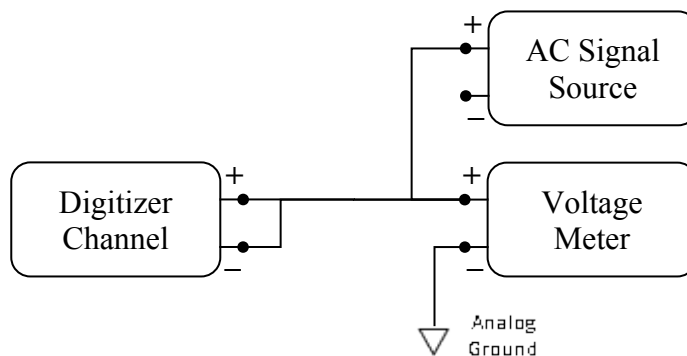 +
AC Signal
Source
−
Digitizer
Channel
+
−
+
Voltage
Meter
−
Analog
Ground